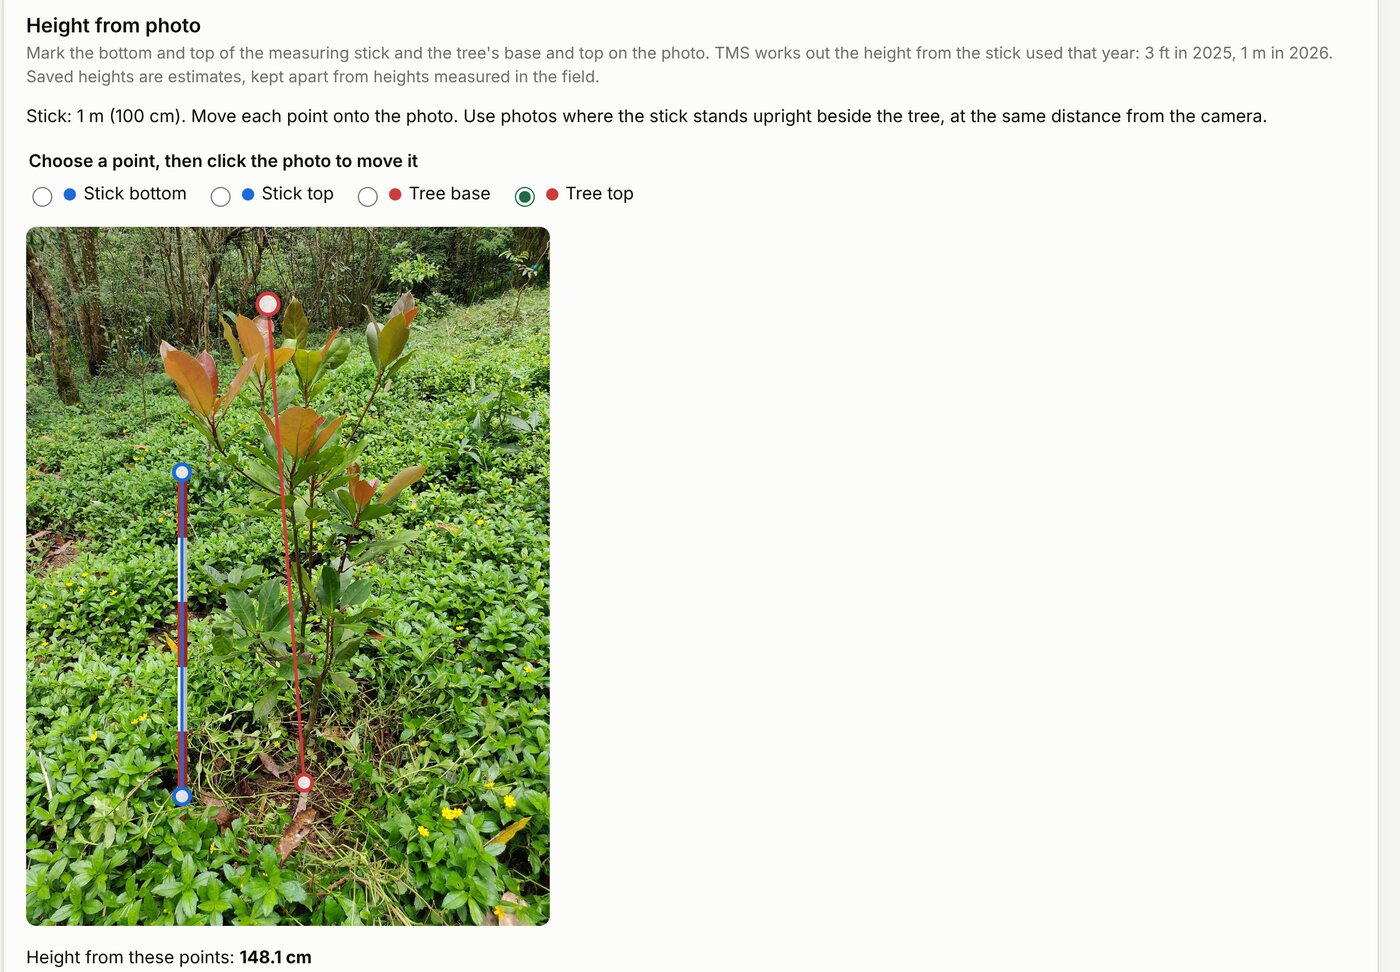 Height from photo
Mark the bottom and top of the measuring stick and the tree's base and top on the photo. TMS works out the height from the stick used that year: 3 ft in 2025, 1 m in 2026.
Saved heights are estimates, kept apart from heights measured in the field.
Stick: 1 m (100 cm). Move each point onto the photo. Use photos where the stick stands upright beside the tree, at the same distance from the camera.
Choose a point, then click the photo to move it
Stick bottom Stick top Tree base Tree top
Height from these points: 148.1 cm